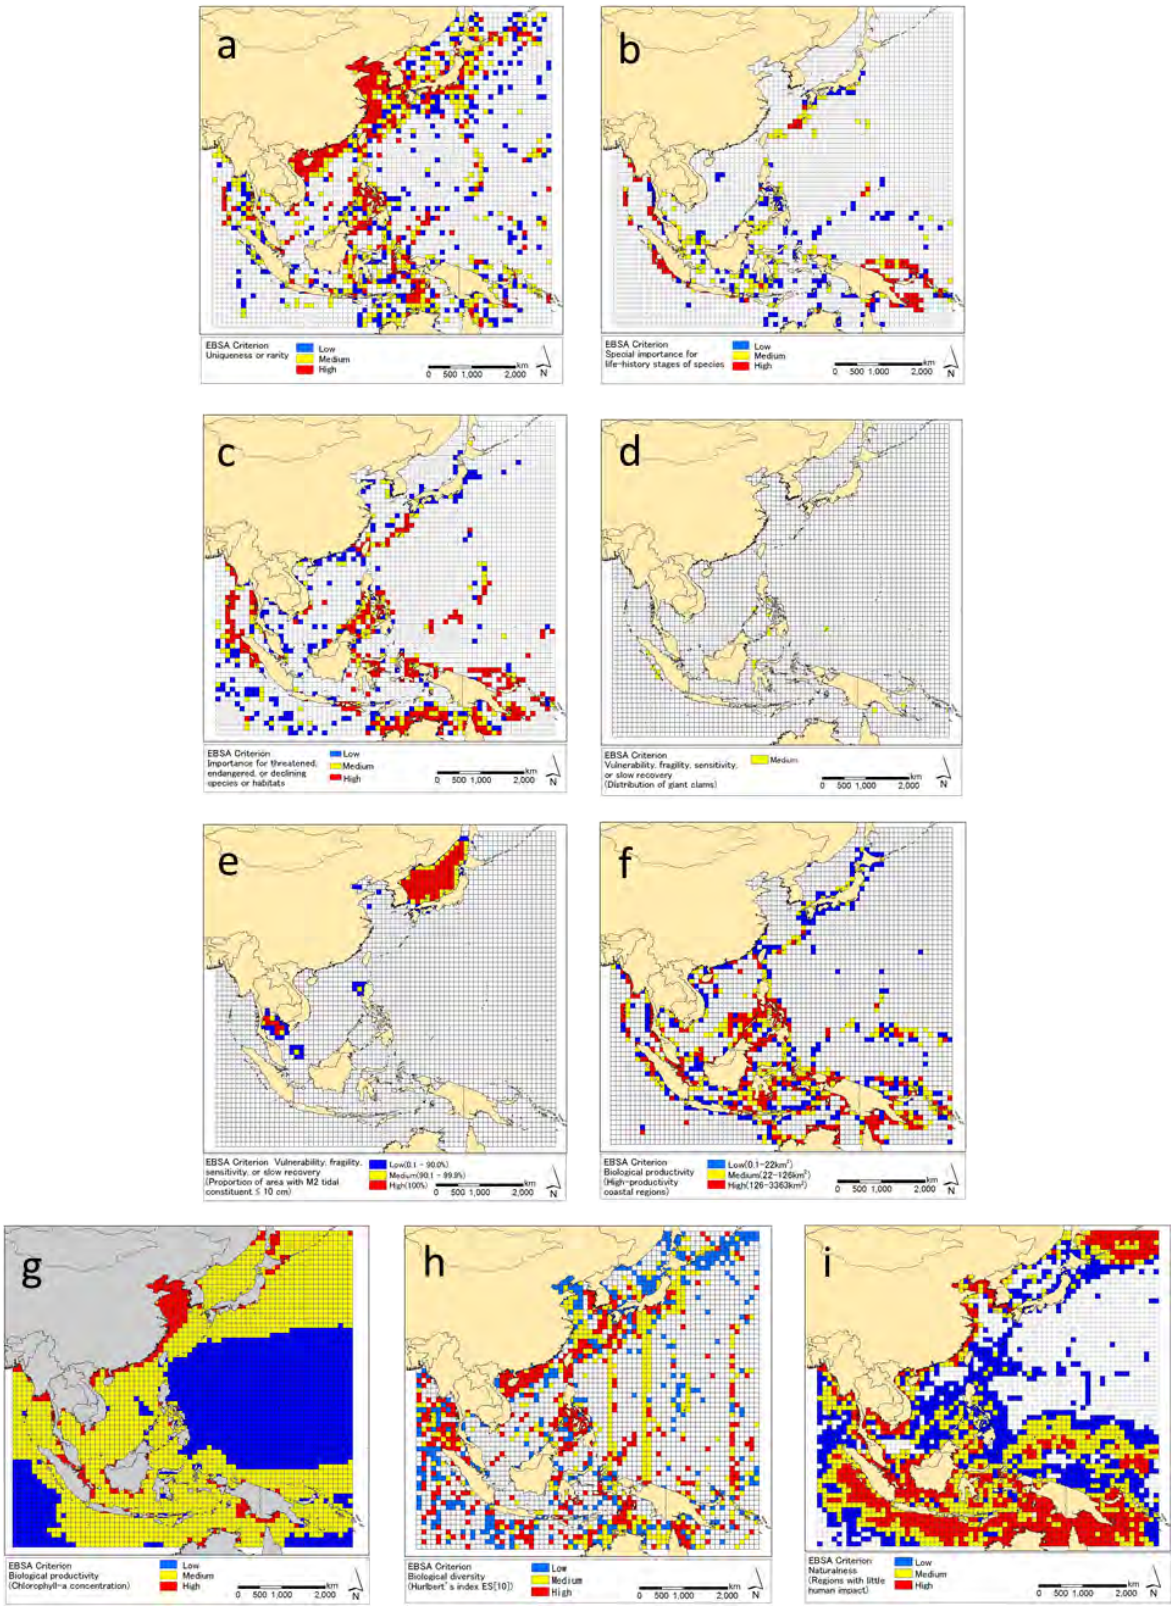 a
EBSA Criterion
Uniqueness or rarity
Low
Medium
High
km
0 500 1,000 2,000
N
b
EBSA Criterion
Special importance for
life-history stages of species
Low
Medium
High
km
0 500 1,000 2,000
N
c
EBSA Criterion
Importance for threatened,
endangered, or declining
species or habitats
Low
Medium
High
km
0 500 1,000 2,000
N
d
EBSA Criterion
Vulnerability, fragility, sensitivity,
or slow recovery
(Distribution of giant clams)
Medium
km
0 500 1,000 2,000
N
e
EBSA Criterion Vulnerability, fragility,
sensitivity, or slow recovery
(Proportion of area with M2 tidal
constituent ≤ 10 cm)
Low(0.1 - 90.0%)
Medium(90.1 - 99.9%)
High(100%)
km
0 500 1,000 2,000
N
f
EBSA Criterion
Biological productivity
(High-productivity
coastal regions)
Low(0.1-22km²)
Medium(22-126km²)
High(126-3363km²)
km
0 500 1,000 2,000
N
g
EBSA Criterion
Biological productivity
(Chlorophyll-a concentration)
Low
Medium
High
km
0 500 1,000 2,000
N
h
EBSA Criterion
Biological diversity
(Hurlbert's index ES[10])
Low
Medium
High
km
0 500 1,000 2,000
N
i
EBSA Criterion
Naturalness
(Regions with little
human impact)
Low
Medium
High
km
0 500 1,000 2,000
N